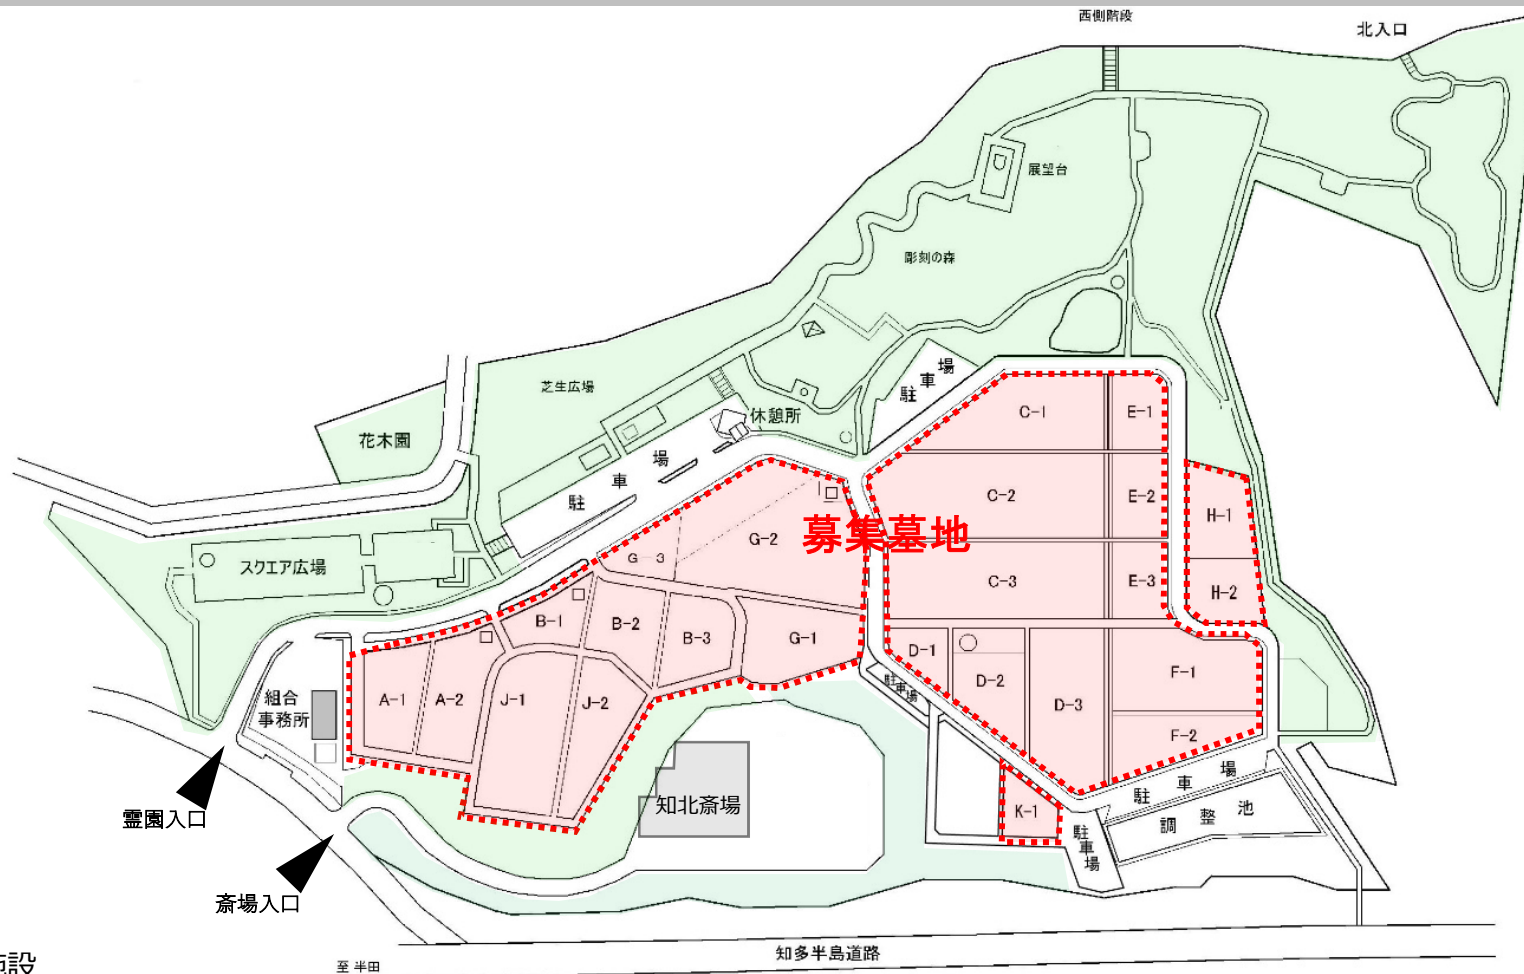 西側階段
北入口
展望台
彫刻の森
駐車場
芝生広場
休憩所
花木園
駐車場
C-1
E-1
C-2
E-2
H-1
G-2
募集墓地
G-3
スクエア広場
C-3
E-3
H-2
B-1
B-2
B-3
G-1
D-1
D-2
F-1
A-1
A-2
J-1
J-2
駐車場
D-3
F-2
組合
事務所
知北斎場
霊園入口
K-1
駐車場
駐車場
調整池
斎場入口
知多半島道路
至 半田
施設